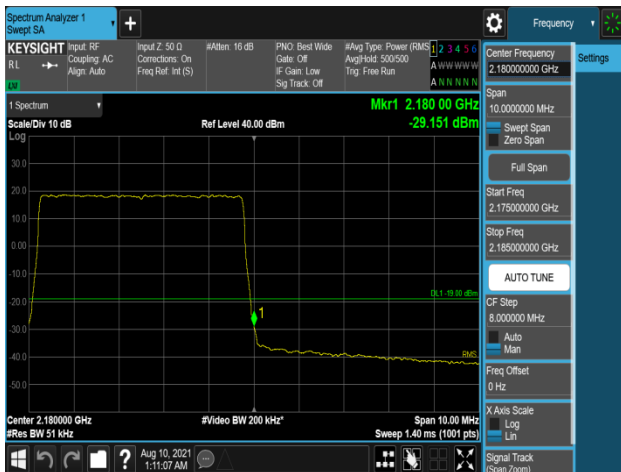 Spectrum Analyzer 1
Swept SA
Frequency
KEYSIGHT
RL
Input: RF
Coupling: AC
Align: Auto
Input Z: 50 Ω
Corrections: On
Freq Ref: Int (S)
#Atten: 16 dB
PNO: Best Wide
Gate: Off
IF Gain: Low
Sig Track: Off
#Avg Type: Power (RMS
Avg|Hold: 500/500
Trig: Free Run
1 2 3 4 5 6
A W W W W W
A N N N N N
LXI
1 Spectrum
Scale/Div 10 dB
Log
Ref Level 40.00 dBm
Mkr1 2.180 00 GHz
-29.151 dBm
30.0
20.0
10.0
0.00
-10.0
-20.0
-30.0
-40.0
-50.0
DL1 -19.00 dBm
1
RMS
Center 2.180000 GHz
#Res BW 51 kHz
#Video BW 200 kHz*
Span 10.00 MHz
Sweep 1.40 ms (1001 pts)
Aug 10, 2021
1:11:07 AM
?
Center Frequency
2.180000000 GHz
Settings
Span
10.0000000 MHz
Swept Span
Zero Span
Full Span
Start Freq
2.175000000 GHz
Stop Freq
2.185000000 GHz
AUTO TUNE
CF Step
8.000000 MHz
Auto
Man
Freq Offset
0 Hz
X Axis Scale
Log
Lin
Signal Track
(Span Zoom)